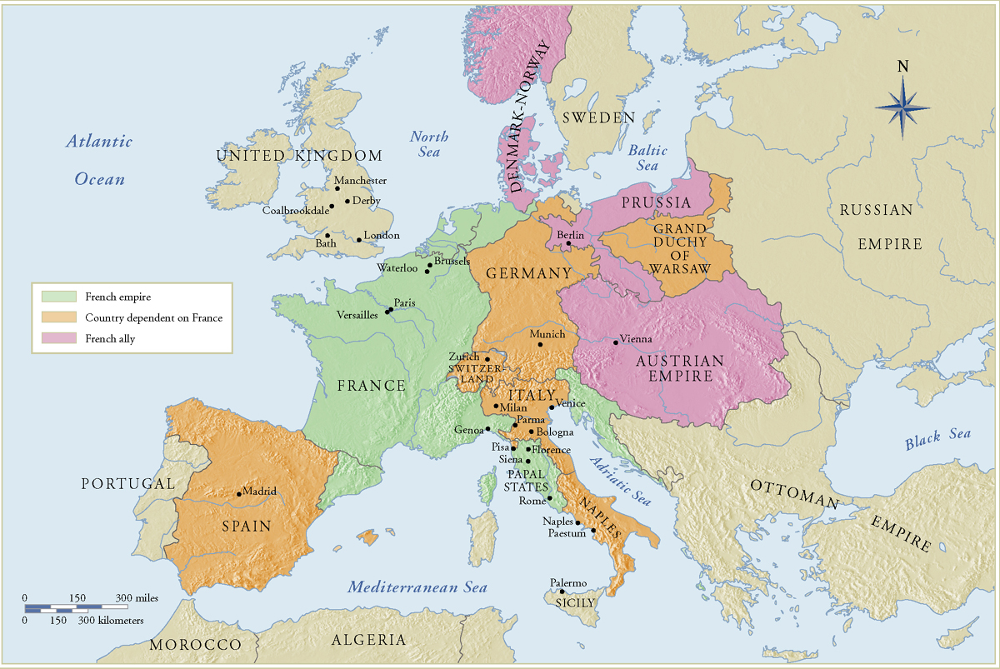 N
DENMARK-NORWAY
SWEDEN
Atlantic
Ocean
North
Sea
Baltic
Sea
UNITED KINGDOM
Manchester
Derby
Coalbrookdale
London
Bath
PRUSSIA
RUSSIAN
EMPIRE
Berlin
GRAND
DUCHY
OF
WARSAW
Brussels
Waterloo
GERMANY
French empire
Country dependent on France
French ally
Paris
Versailles
Munich
Vienna
Zurich
SWITZER-
LAND
AUSTRIAN
EMPIRE
FRANCE
ITALY
Milan
Venice
Parma
Genoa
Bologna
Pisa
Florence
Siena
PAPAL
STATES
Rome
Adriatic Sea
Black Sea
PORTUGAL
Madrid
SPAIN
NAPLES
Naples
Paestum
OTTOMAN
EMPIRE
Mediterranean Sea
Palermo
SICILY
0 150 300 miles
0 150 300 kilometers
MOROCCO
ALGERIA